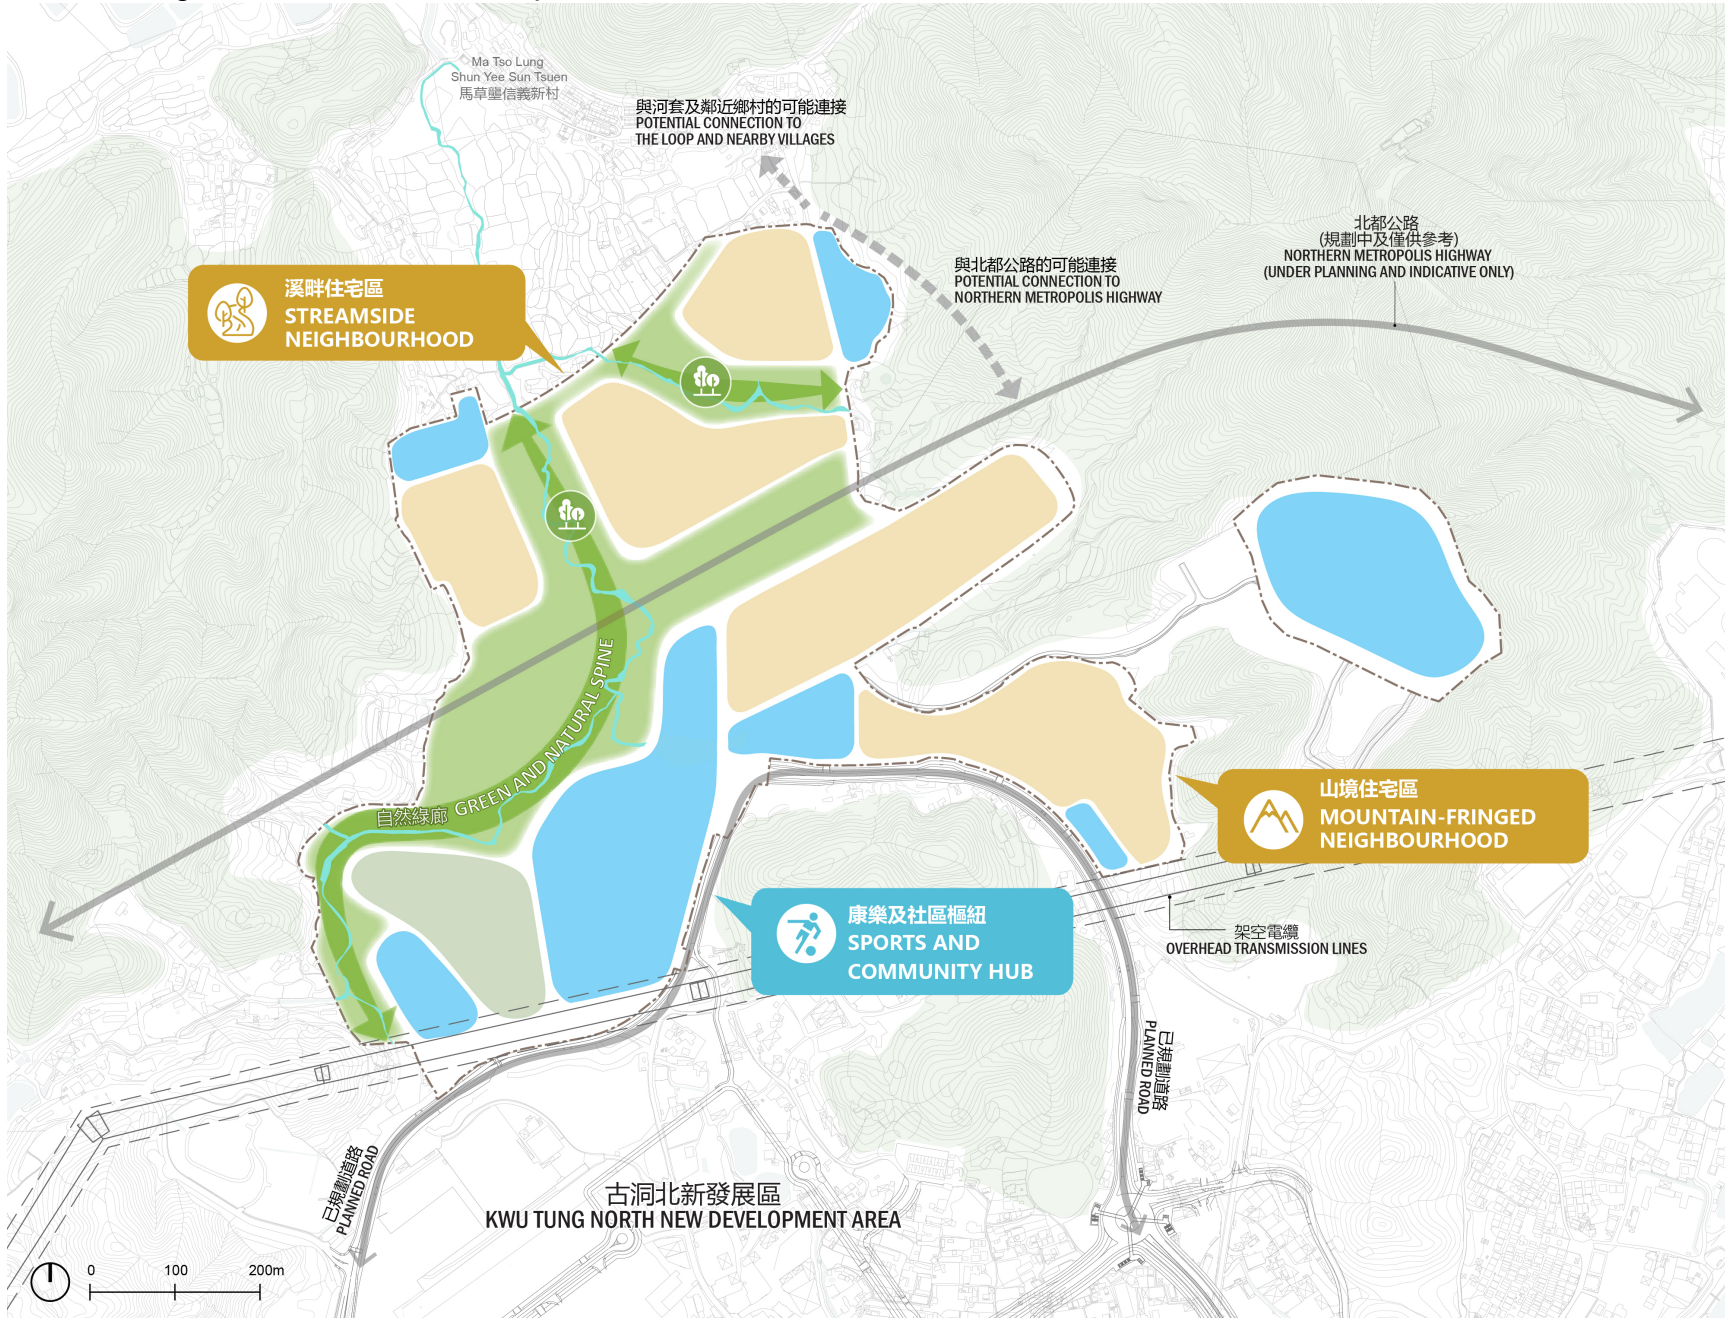 Ma Tso Lung
Shun Yee Sun Tsuen
馬草壟信義新村
與河套及鄰近鄉村的可能連接
POTENTIAL CONNECTION TO
THE LOOP AND NEARBY VILLAGES
北都公路
(規劃中及僅供參考)
NORTHERN METROPOLIS HIGHWAY
(UNDER PLANNING AND INDICATIVE ONLY)
與北都公路的可能連接
POTENTIAL CONNECTION TO
NORTHERN METROPOLIS HIGHWAY
溪畔住宅區
STREAMSIDE
NEIGHBOURHOOD
自然綠廊 GREEN AND NATURAL SPINE
山境住宅區
MOUNTAIN-FRINGED
NEIGHBOURHOOD
康樂及社區樞紐
SPORTS AND
COMMUNITY HUB
架空電纜
OVERHEAD TRANSMISSION LINES
已規劃道路
PLANNED ROAD
已規劃道路
PLANNED ROAD
古洞北新發展區
KWU TUNG NORTH NEW DEVELOPMENT AREA
0 100 200m